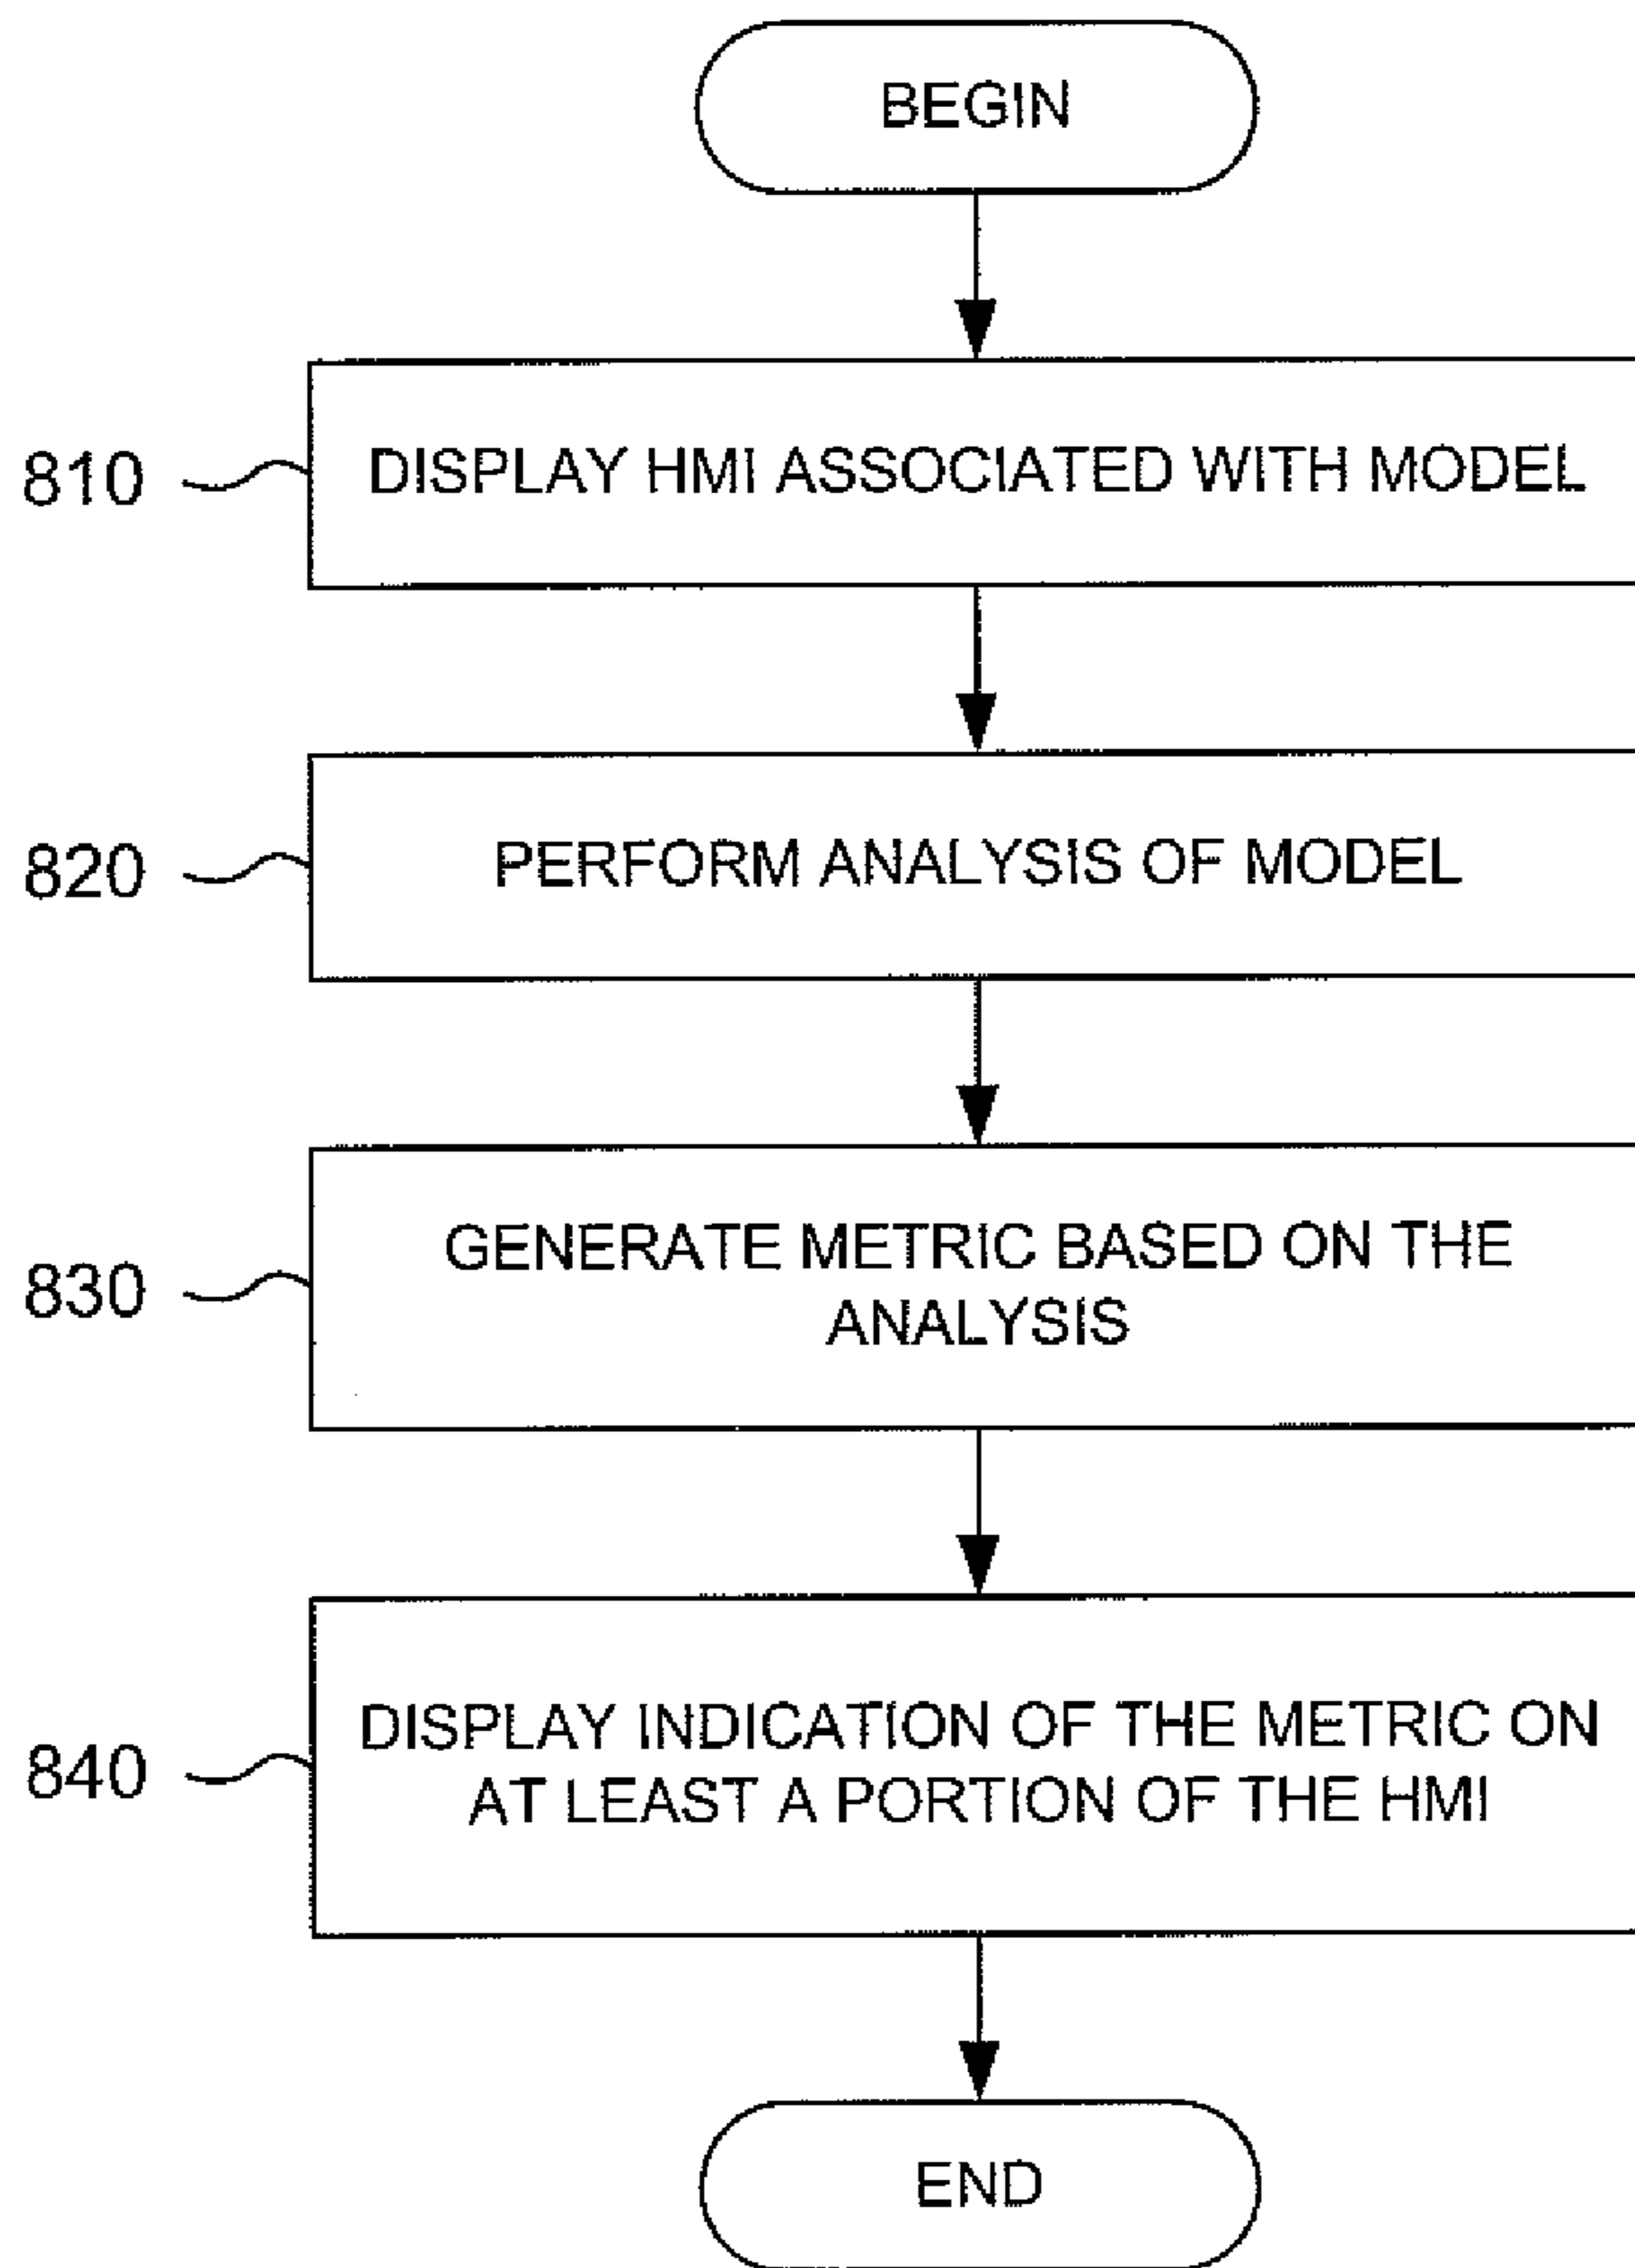 BEGIN
810
DISPLAY HMI ASSOCIATED WITH MODEL
820
PERFORM ANALYSIS OF MODEL
830
GENERATE METRIC BASED ON THE
ANALYSIS
840
DISPLAY INDICATION OF THE METRIC ON
AT LEAST A PORTION OF THE HMI
END